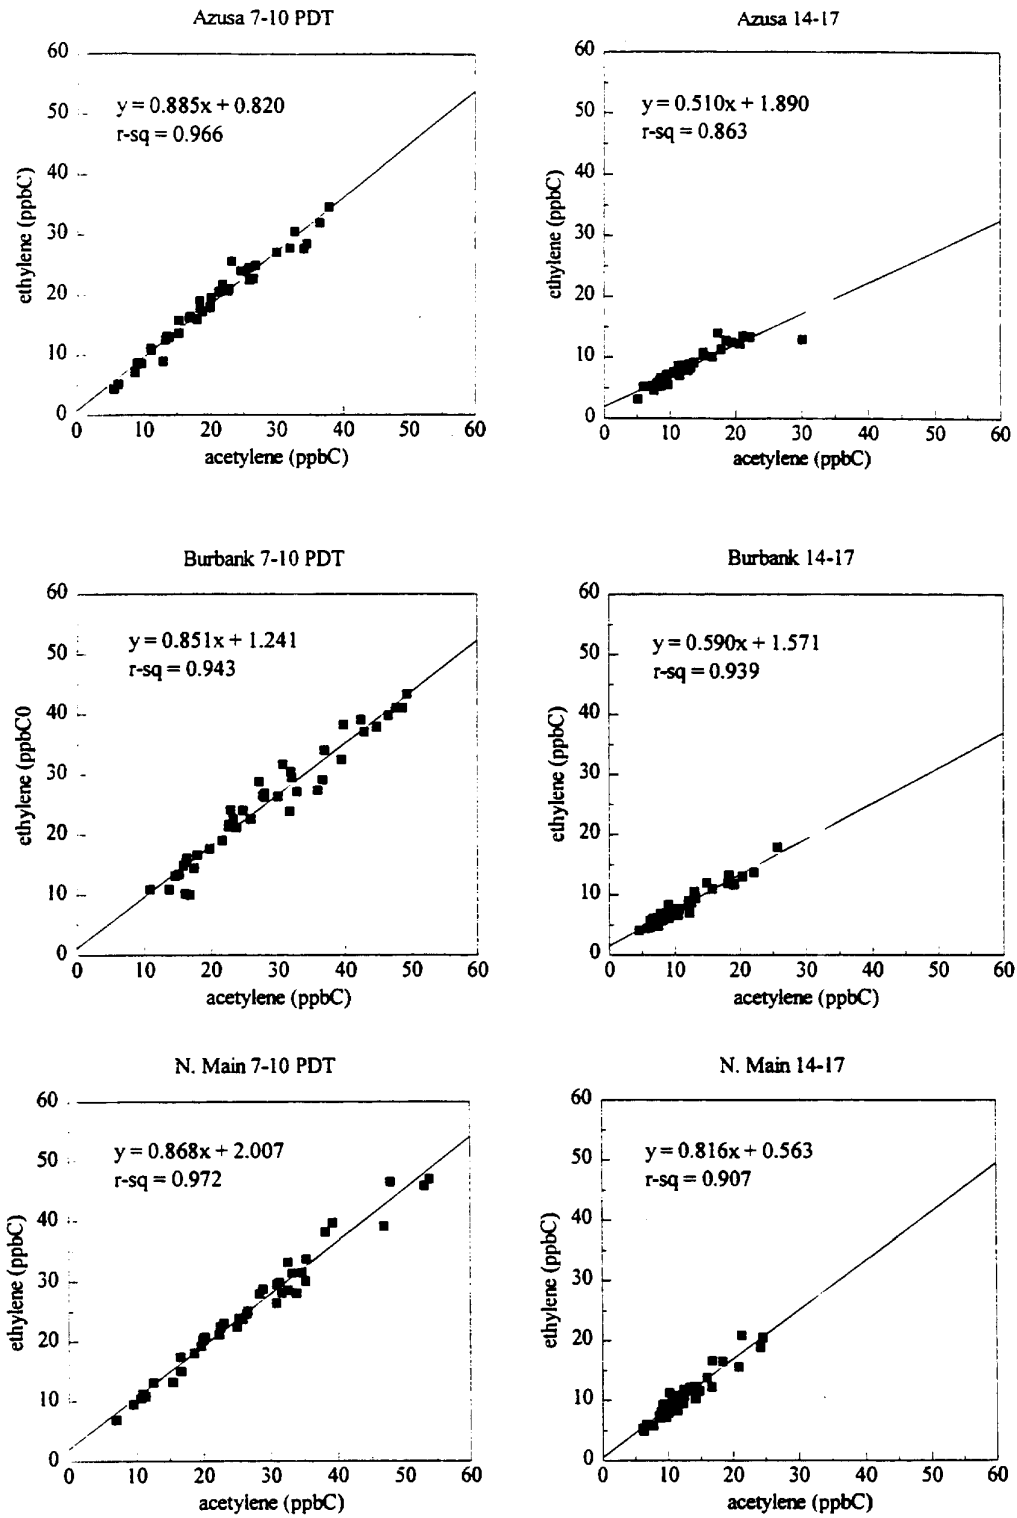 Azusa 7-10 PDT
60
50
40
30
20
10
0
y = 0.885x + 0.820
r-sq = 0.966
ethylene (ppbC)
0 10 20 30 40 50 60
acetylene (ppbC)
Azusa 14-17
60
50
40
30
20
10
0
y = 0.510x + 1.890
r-sq = 0.863
ethylene (ppbC)
0 10 20 30 40 50 60
acetylene (ppbC)
Burbank 7-10 PDT
60
50
40
30
20
10
0
y = 0.851x + 1.241
r-sq = 0.943
ethylene (ppbC0
0 10 20 30 40 50 60
acetylene (ppbC)
Burbank 14-17
60
50
40
30
20
10
0
y = 0.590x + 1.571
r-sq = 0.939
ethylene (ppbC)
0 10 20 30 40 50 60
acetylene (ppbC)
N. Main 7-10 PDT
60
50
40
30
20
10
0
y = 0.868x + 2.007
r-sq = 0.972
ethylene (ppbC)
0 10 20 30 40 50 60
acetylene (ppbC)
N. Main 14-17
60
50
40
30
20
10
0
y = 0.816x + 0.563
r-sq = 0.907
ethylene (ppbC)
0 10 20 30 40 50 60
acetylene (ppbC)